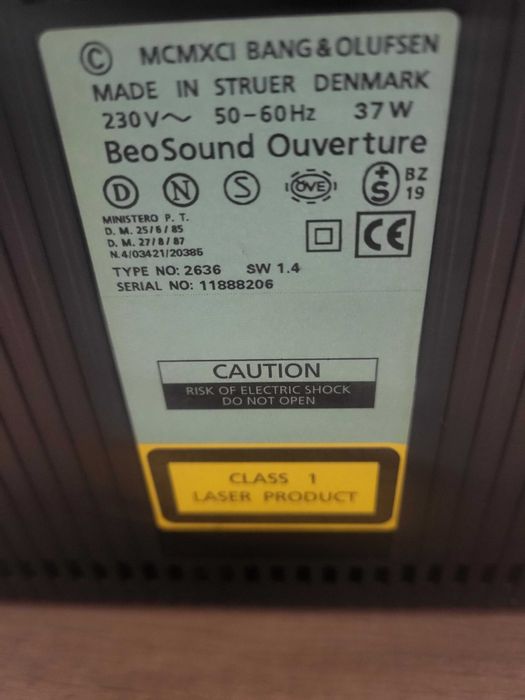 © MCMXCI BANG & OLUFSEN
MADE IN STRUER DENMARK
230V~ 50-60Hz 37W
BeoSound Ouverture
D N S ÖVE +S BZ 19
MINISTERO P. T.
D. M. 25/6/85
D. M. 27/8/87
N.4/03421/20385
CE
TYPE NO: 2636 SW 1.4
SERIAL NO: 11888206
CAUTION
RISK OF ELECTRIC SHOCK
DO NOT OPEN
CLASS 1
LASER PRODUCT